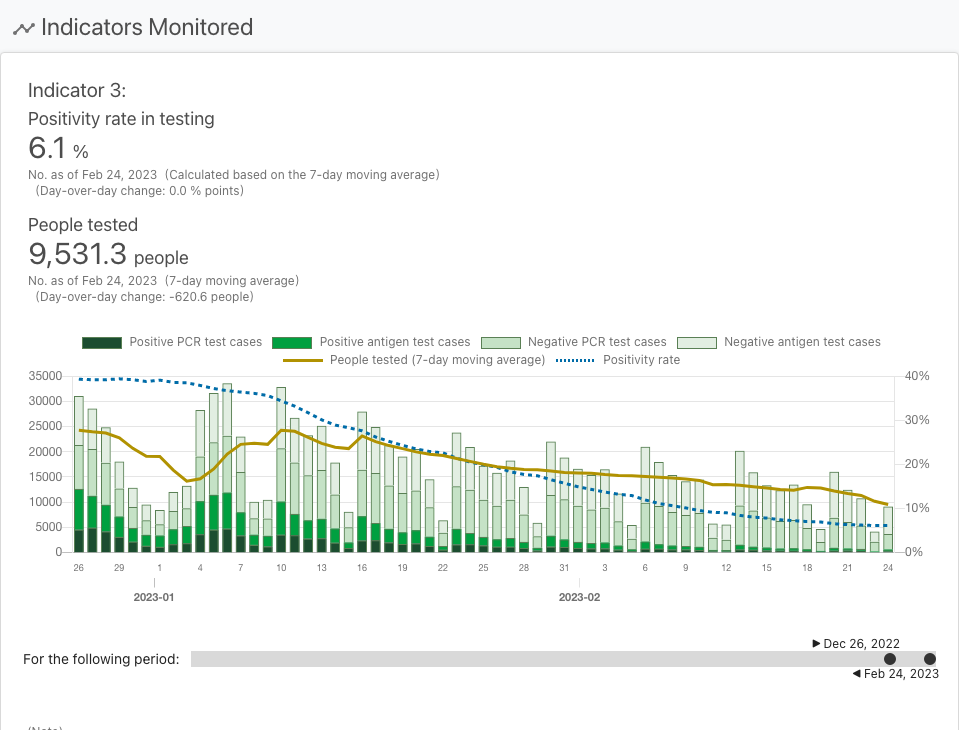 Indicators Monitored
Indicator 3:
Positivity rate in testing
6.1 %
No. as of Feb 24, 2023 (Calculated based on the 7-day moving average)
(Day-over-day change: 0.0 % points)
People tested
9,531.3 people
No. as of Feb 24, 2023 (7-day moving average)
(Day-over-day change: -620.6 people)
Positive PCR test cases Positive antigen test cases Negative PCR test cases Negative antigen test cases
People tested (7-day moving average) Positivity rate
35000 40%
30000
25000 30%
20000
15000 20%
10000 10%
5000
0 0%
26 29 1 4 7 10 13 16 19 22 25 28 31 3 6 9 12 15 18 21 24
2023-01 2023-02
▶ Dec 26, 2022
For the following period:
◀ Feb 24, 2023